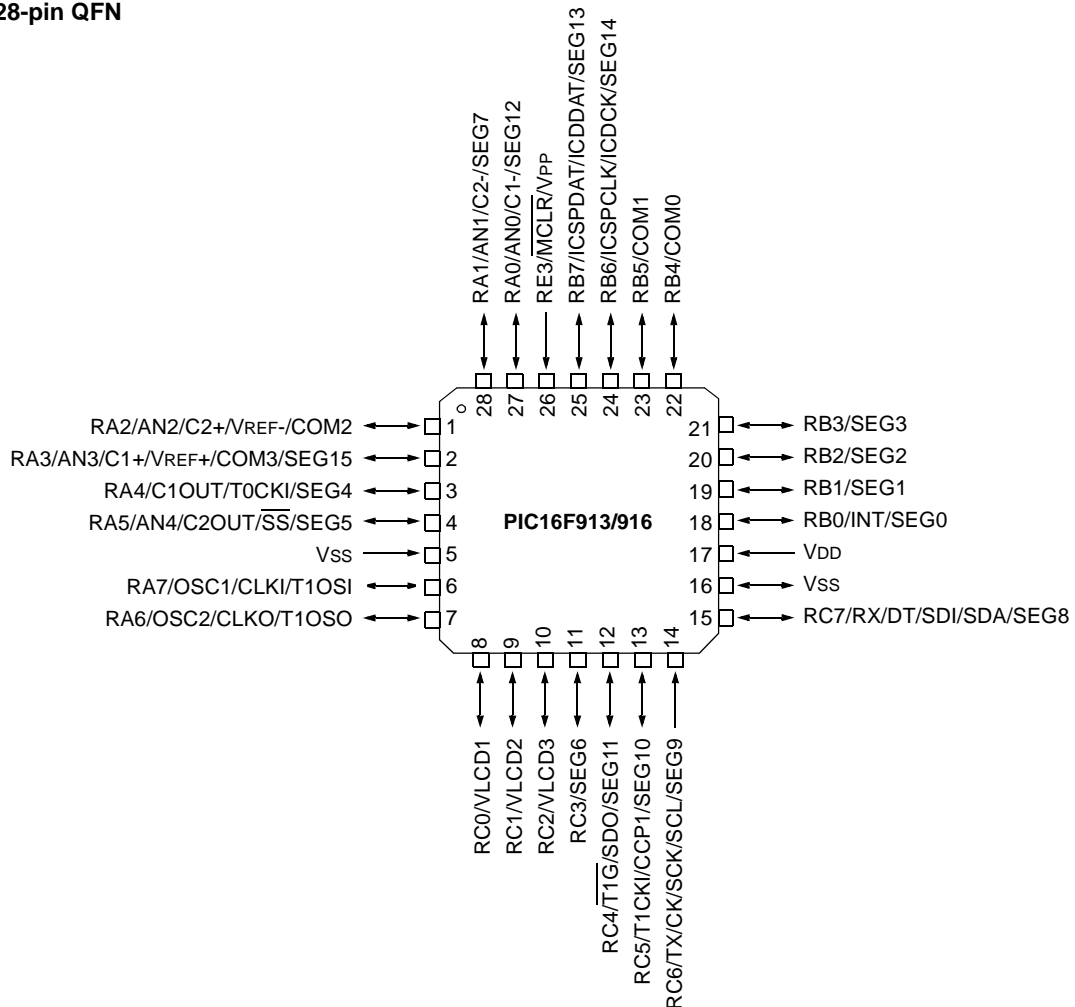 28-pin QFN
RA1/AN1/C2-/SEG7
RA0/AN0/C1-/SEG12
RE3/MCLR/VPP
RB7/ICSPDAT/ICDDAT/SEG13
RB6/ICSPCLK/ICDCK/SEG14
RB5/COM1
RB4/COM0
28
27
26
25
24
23
22
RA2/AN2/C2+/VREF-/COM2
1
RA3/AN3/C1+/VREF+/COM3/SEG15
2
RA4/C1OUT/T0CKI/SEG4
3
RA5/AN4/C2OUT/SS/SEG5
4
VSS
5
RA7/OSC1/CLKI/T1OSI
6
RA6/OSC2/CLKO/T1OSO
7
PIC16F913/916
21
RB3/SEG3
20
RB2/SEG2
19
RB1/SEG1
18
RB0/INT/SEG0
17
VDD
16
VSS
15
RC7/RX/DT/SDI/SDA/SEG8
8
9
10
11
12
13
14
RC0/VLCD1
RC1/VLCD2
RC2/VLCD3
RC3/SEG6
RC4/T1G/SDO/SEG11
RC5/T1CKI/CCP1/SEG10
RC6/TX/CK/SCK/SCL/SEG9